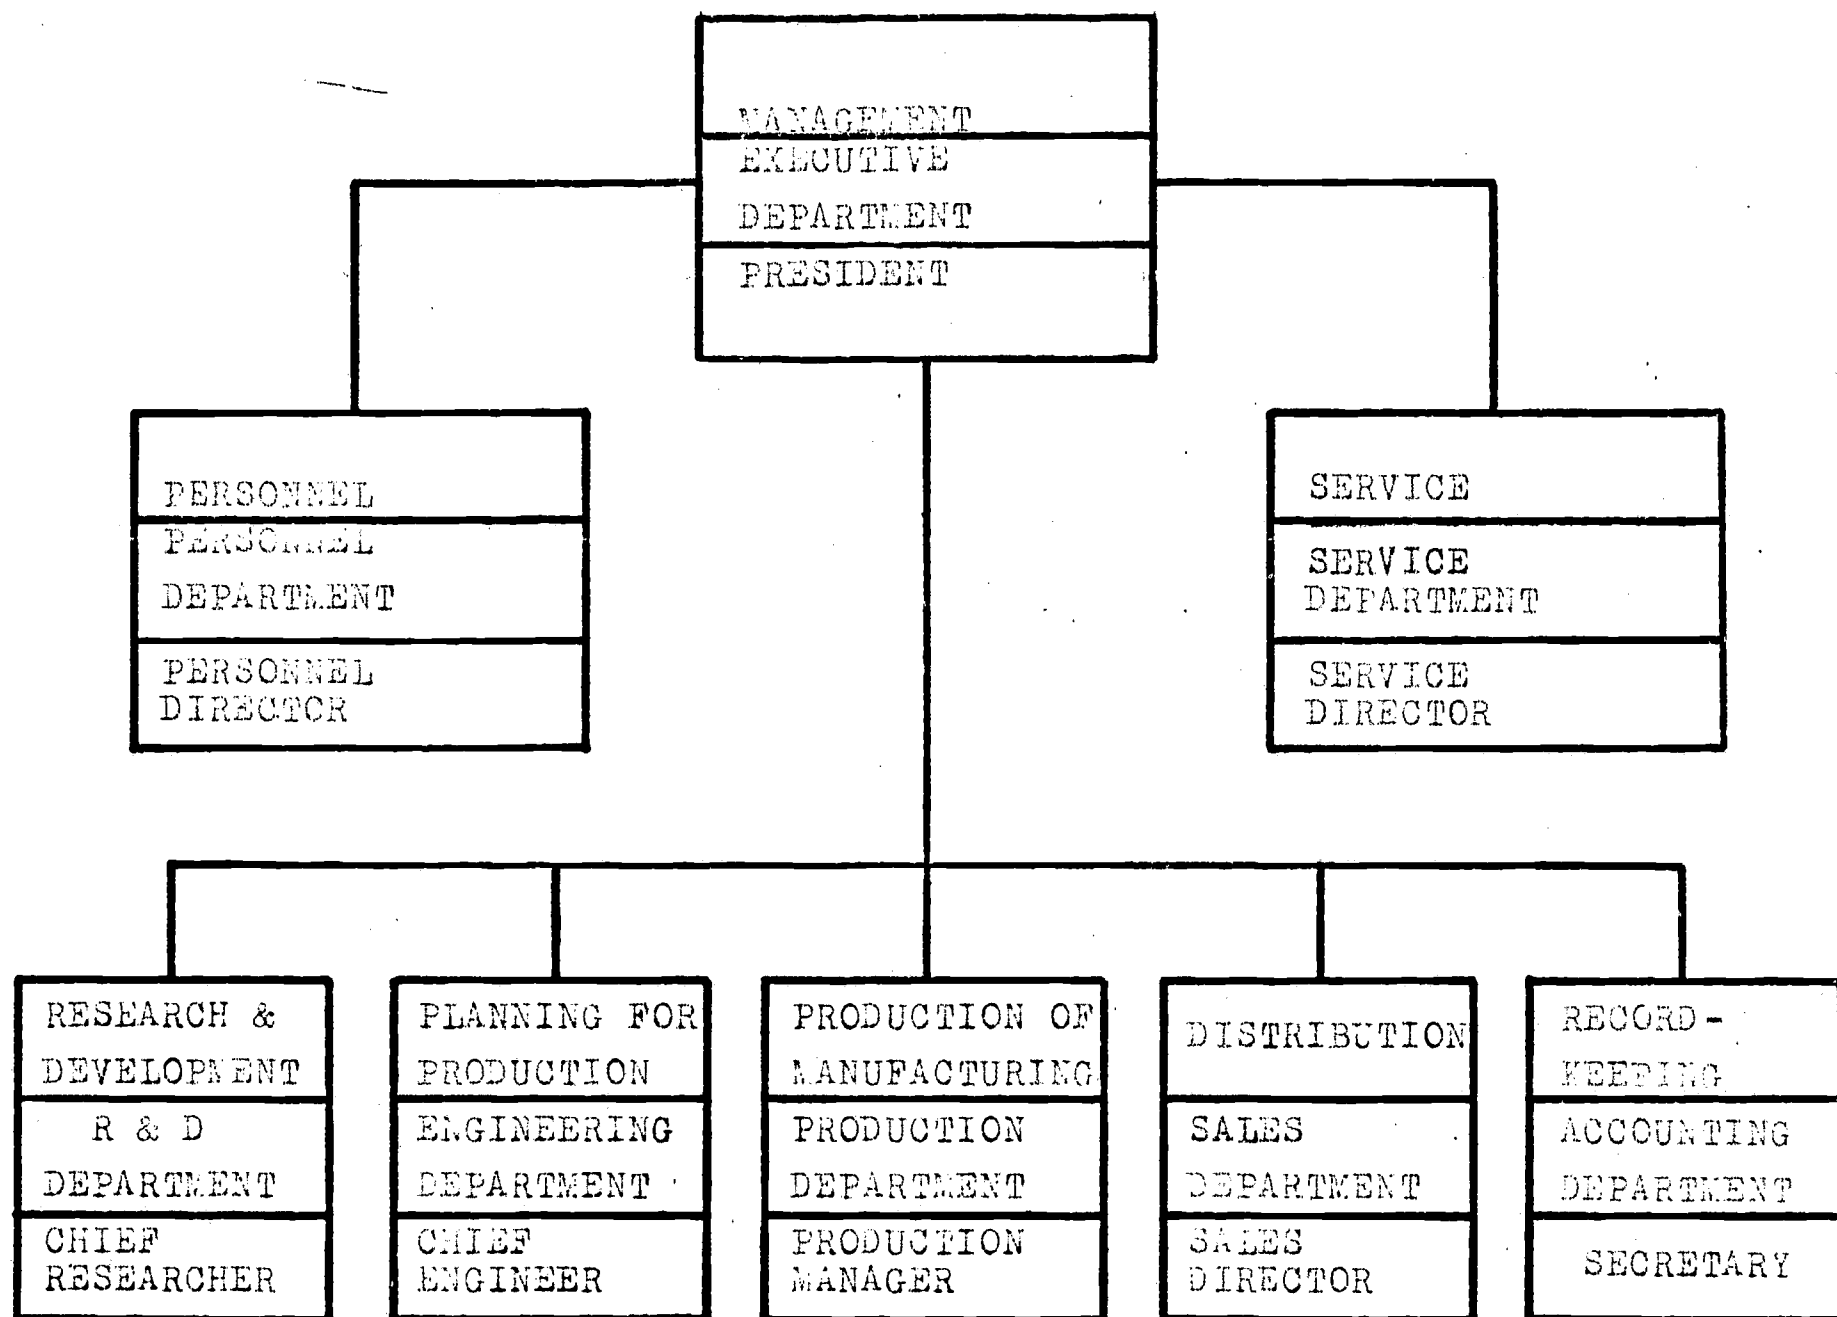 MANAGEMENT
EXECUTIVE
DEPARTMENT
PRESIDENT
PERSONNEL
PERSONNEL
DEPARTMENT
PERSONNEL
DIRECTOR
SERVICE
SERVICE
DEPARTMENT
SERVICE
DIRECTOR
RESEARCH &
DEVELOPMENT
R & D
DEPARTMENT
CHIEF
RESEARCHER
PLANNING FOR
PRODUCTION
ENGINEERING
DEPARTMENT
CHIEF
ENGINEER
PRODUCTION OF
MANUFACTURING
PRODUCTION
DEPARTMENT
PRODUCTION
MANAGER
DISTRIBUTION
SALES
DEPARTMENT
SALES
DIRECTOR
RECORD-
KEEPING
ACCOUNTING
DEPARTMENT
SECRETARY